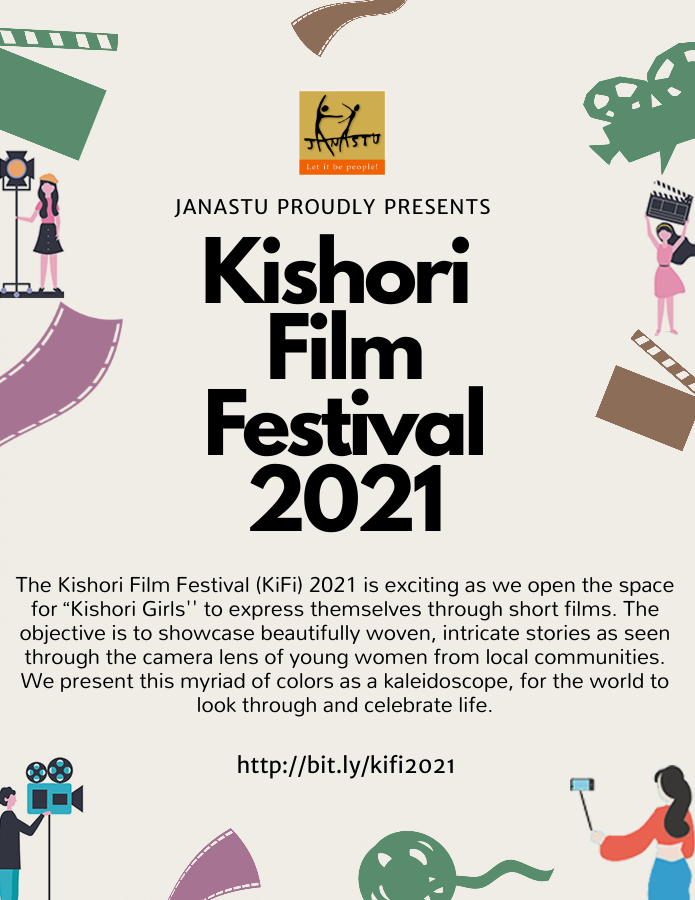 JANASTU
Let it be people!
JANASTU PROUDLY PRESENTS
Kishori
Film
Festival
2021
The Kishori Film Festival (KiFi) 2021 is exciting as we open the space
for “Kishori Girls'' to express themselves through short films. The
objective is to showcase beautifully woven, intricate stories as seen
through the camera lens of young women from local communities.
We present this myriad of colors as a kaleidoscope, for the world to
look through and celebrate life.
http://bit.ly/kifi2021